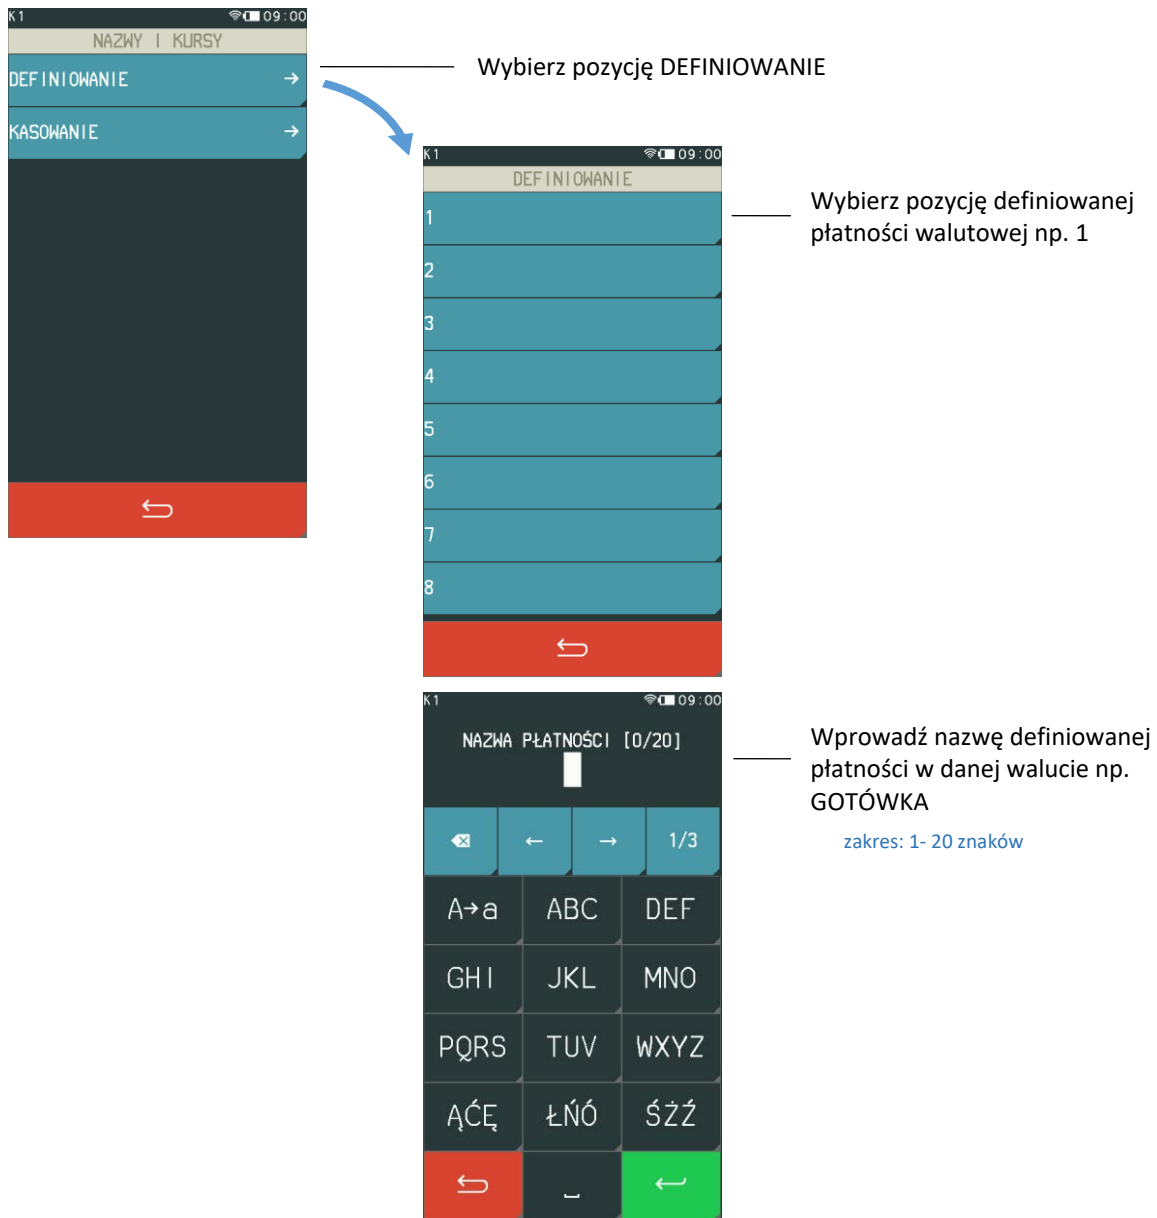 K1 09:00
NAZWY I KURSY
DEFINIOWANIE →
KASOWANIE →
Wybierz pozycję DEFINIOWANIE
K1 09:00
DEFINIOWANIE
1
2
3
4
5
6
7
8
Wybierz pozycję definiowanej
płatności walutowej np. 1
K1 09:00
NAZWA PŁATNOŚCI [0/20]
← → 1/3
A→a ABC DEF
GHI JKL MNO
PQRS TUV WXYZ
ĄĆĘ ŁŃÓ ŚŻŹ
Wprowadź nazwę definiowanej
płatności w danej walucie np.
GOTÓWKA
zakres: 1- 20 znaków